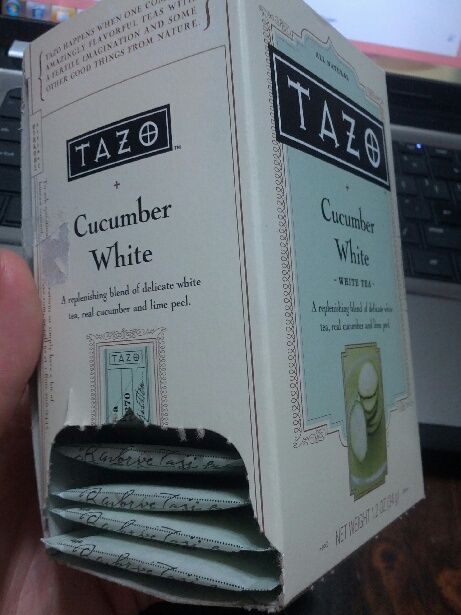 TAZO HAPPENS WHEN ONE COM
AMAZINGLY FLAVORFUL TEAS WITH
A FERTILE IMAGINATION AND SOME
OTHER GOOD THINGS FROM NATURE.
TAZO™
Cucumber
White
A replenishing blend of delicate white
tea, real cucumber and lime peel.
TAZO
ALL NATURAL
TAZO
Cucumber
White
- WHITE TEA -
A replenishing blend of delicate white
tea, real cucumber and lime peel.
NET WEIGHT 1.2 OZ (34 g)